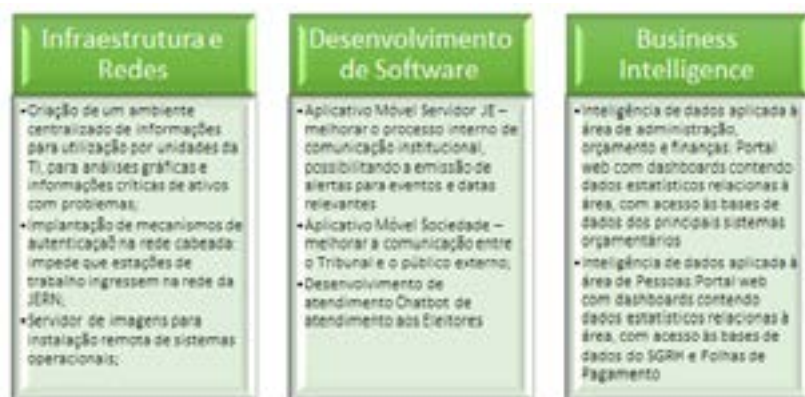 Infraestrutura e
Redes
•Criação de um ambiente
centralizado de informações
para utilização por unidades da
TI, para análises gráficas e
informações críticas de ativos
com problemas;
•Implantação de mecanismos de
autenticação na rede cabeada
impede que estações de
trabalho ingressem na rede da
JERN;
•Servidor de imagens para
instalação remota de sistemas
operacionais;
Desenvolvimento
de Software
•Aplicativo Móvel Servidor JE –
melhorar o processo interno de
comunicação institucional,
possibilitando a emissão de
alertas para eventos e datas
relevantes
•Aplicativo Móvel Sociedade –
melhorar a comunicação entre
o Tribunal e o público externo;
•Desenvolvimento de
atendimento Chatbot de
atendimento aos Eleitores
Business
Intelligence
•Inteligência de dados aplicada à
área de administração,
orçamento e finanças: Portal
web com dashboards contendo
dados estatísticos relacionas à
área, com acesso às bases de
dados dos principais sistemas
orçamentários
•Inteligência de dados aplicada à
área de Pessoas:Portal web
com dashboards contendo
dados estatísticos relacionas à
área, com acesso às bases de
dados do SGRH e Folhas de
Pagamento